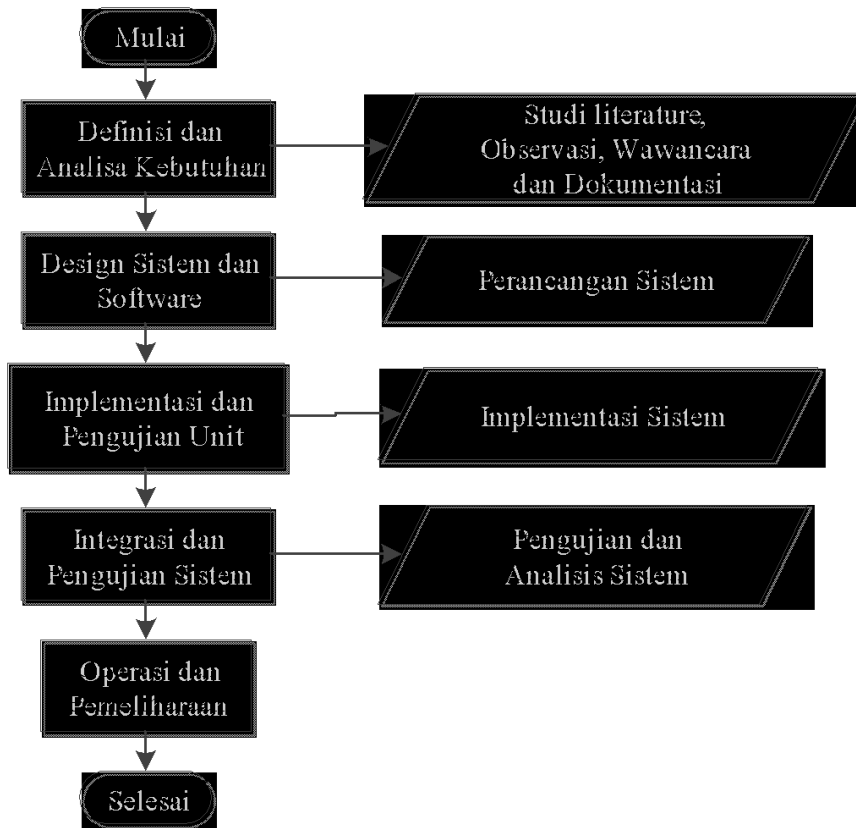 Mulai
Definisi dan
Analisa Kebutuhan
Studi literature,
Observasi, Wawancara
dan Dokumentasi
Design Sistem dan
Software
Perancangan Sistem
Implementasi dan
Pengujian Unit
Implementasi Sistem
Integrasi dan
Pengujian Sistem
Pengujian dan
Analisis Sistem
Operasi dan
Pemeliharaan
Selesai